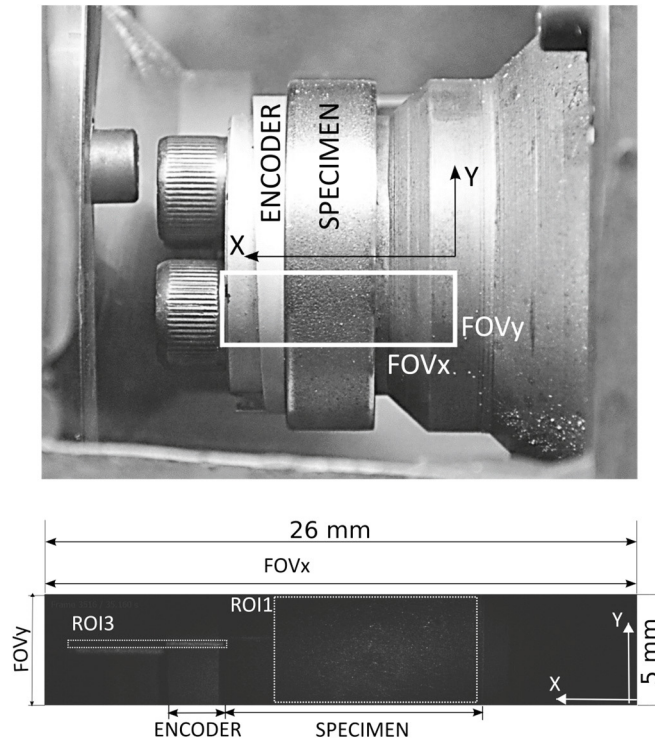 ENCODER
SPECIMEN
X
Y
FOVy
FOVx
26 mm
FOVx
FOVy
ROI3
ROI1
Y
X
5 mm
ENCODER
SPECIMEN